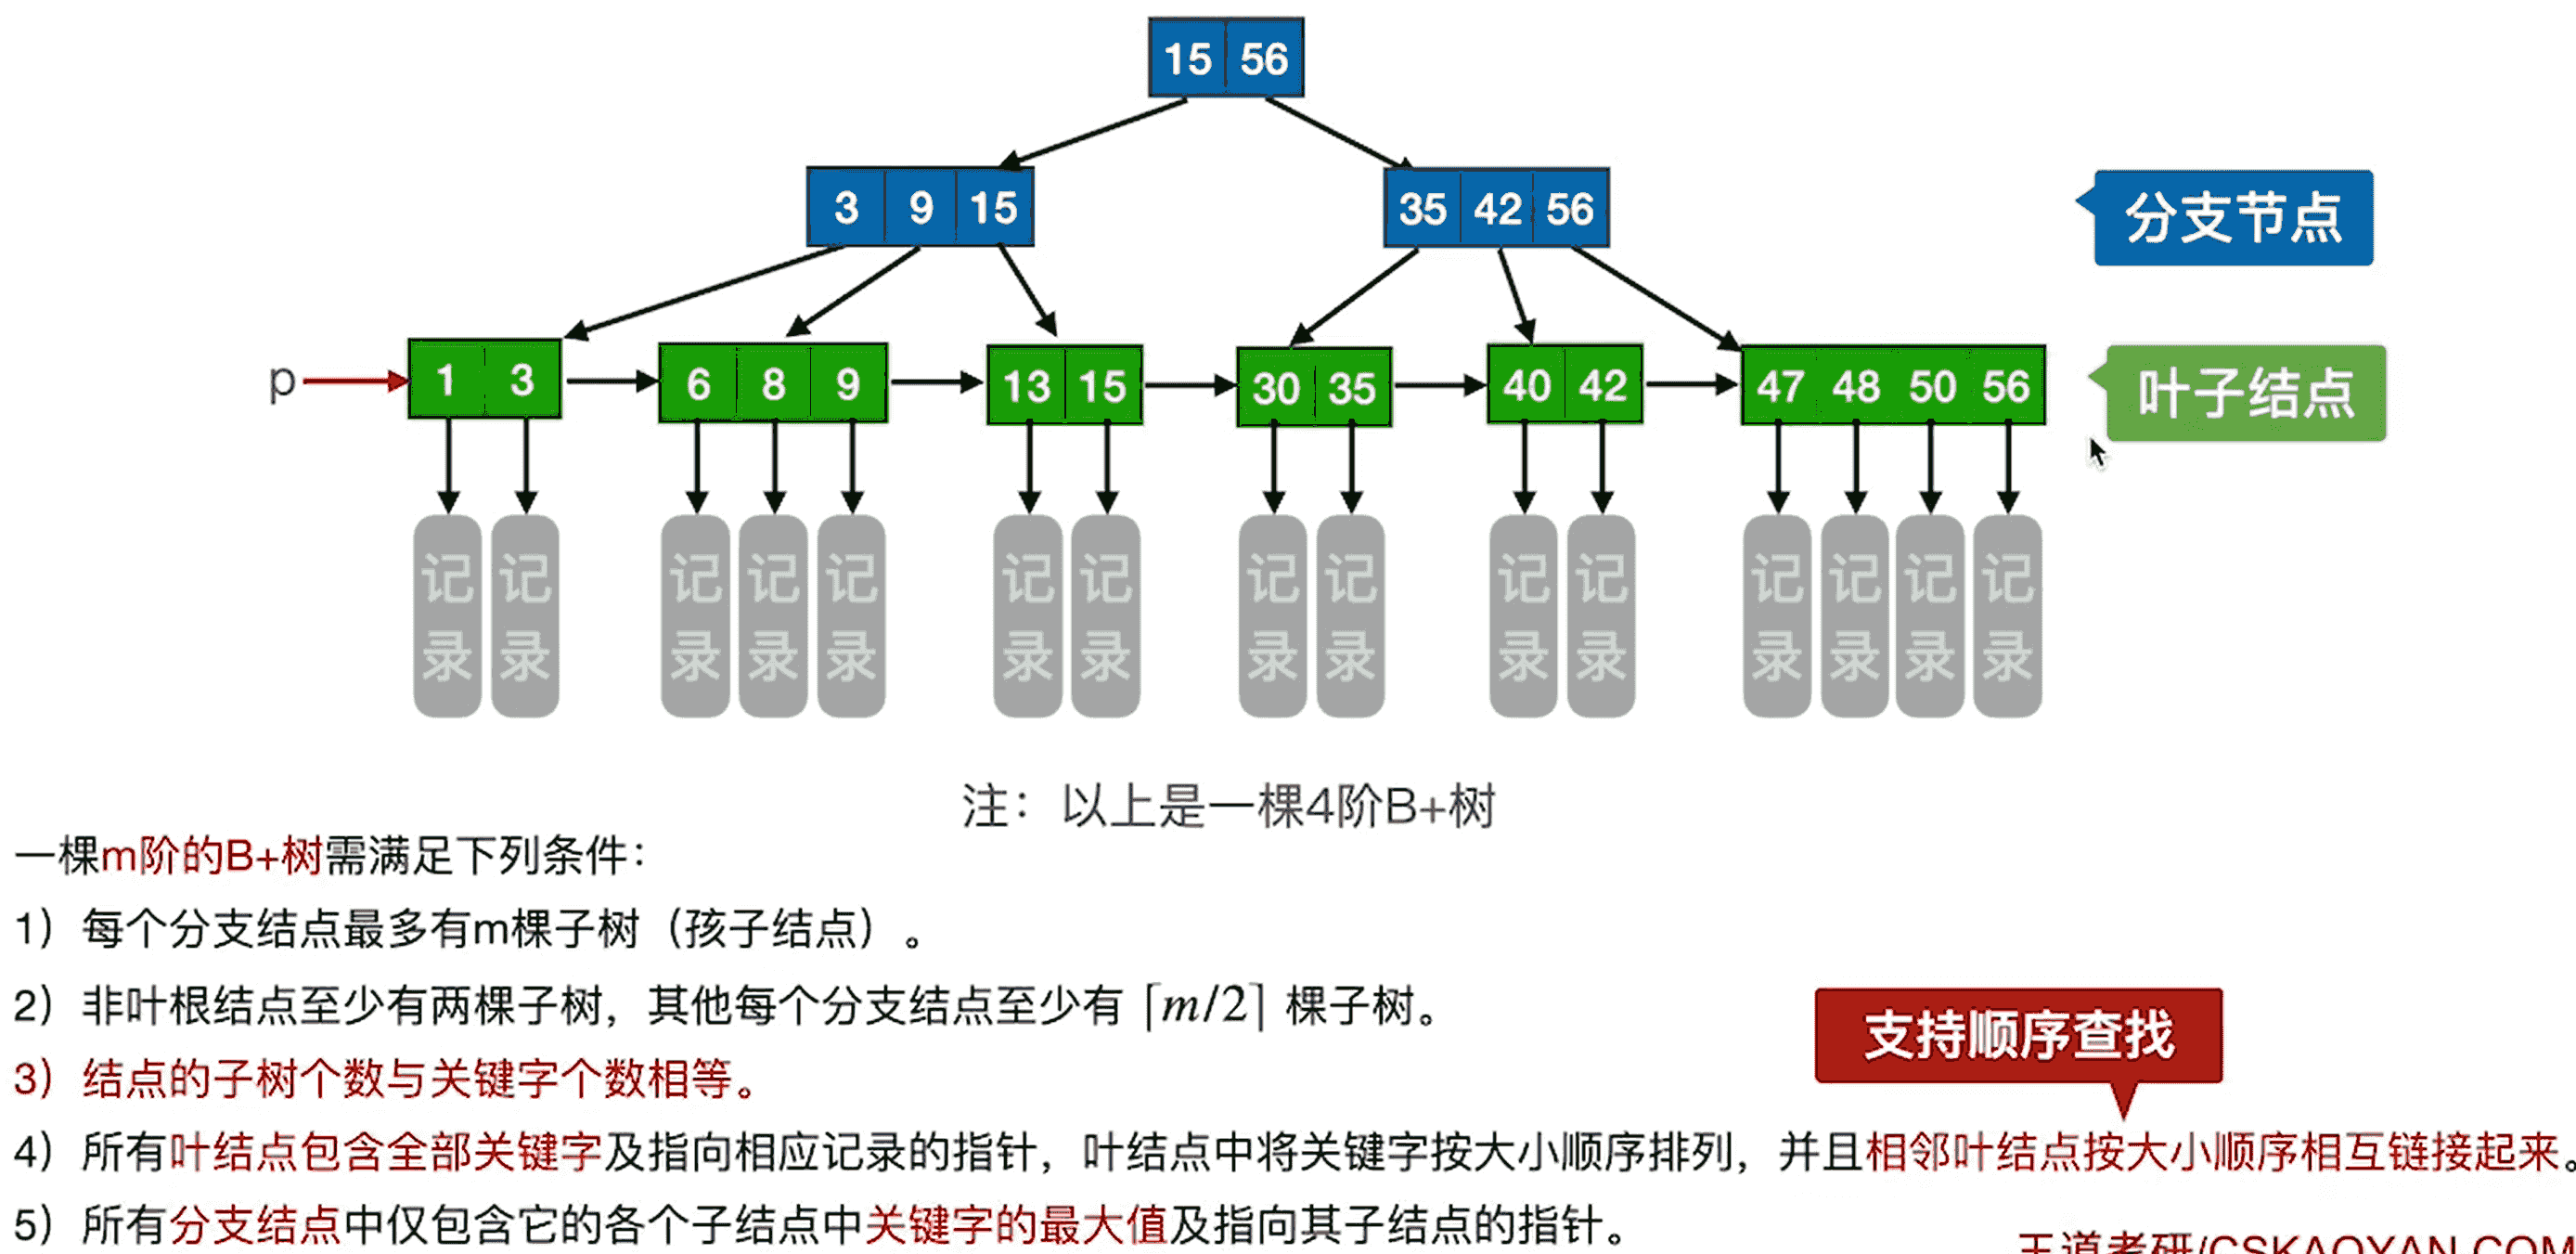 15 56
3 9 15
35 42 56
分支节点
p
1 3
6 8 9
13 15
30 35
40 42
47 48 50 56
叶子结点
记录 记录 记录 记录 记录 记录 记录 记录 记录 记录 记录 记录 记录 记录 记录
注：以上是一棵4阶B+树
一棵m阶的B+树需满足下列条件：
1）每个分支结点最多有m棵子树（孩子结点）。
2）非叶根结点至少有两棵子树，其他每个分支结点至少有 ⌈m/2⌉ 棵子树。
3）结点的子树个数与关键字个数相等。
支持顺序查找
4）所有叶结点包含全部关键字及指向相应记录的指针，叶结点中将关键字按大小顺序排列，并且相邻叶结点按大小顺序相互链接起来。
5）所有分支结点中仅包含它的各个子结点中关键字的最大值及指向其子结点的指针。
王道考研/CSKAOYAN.COM